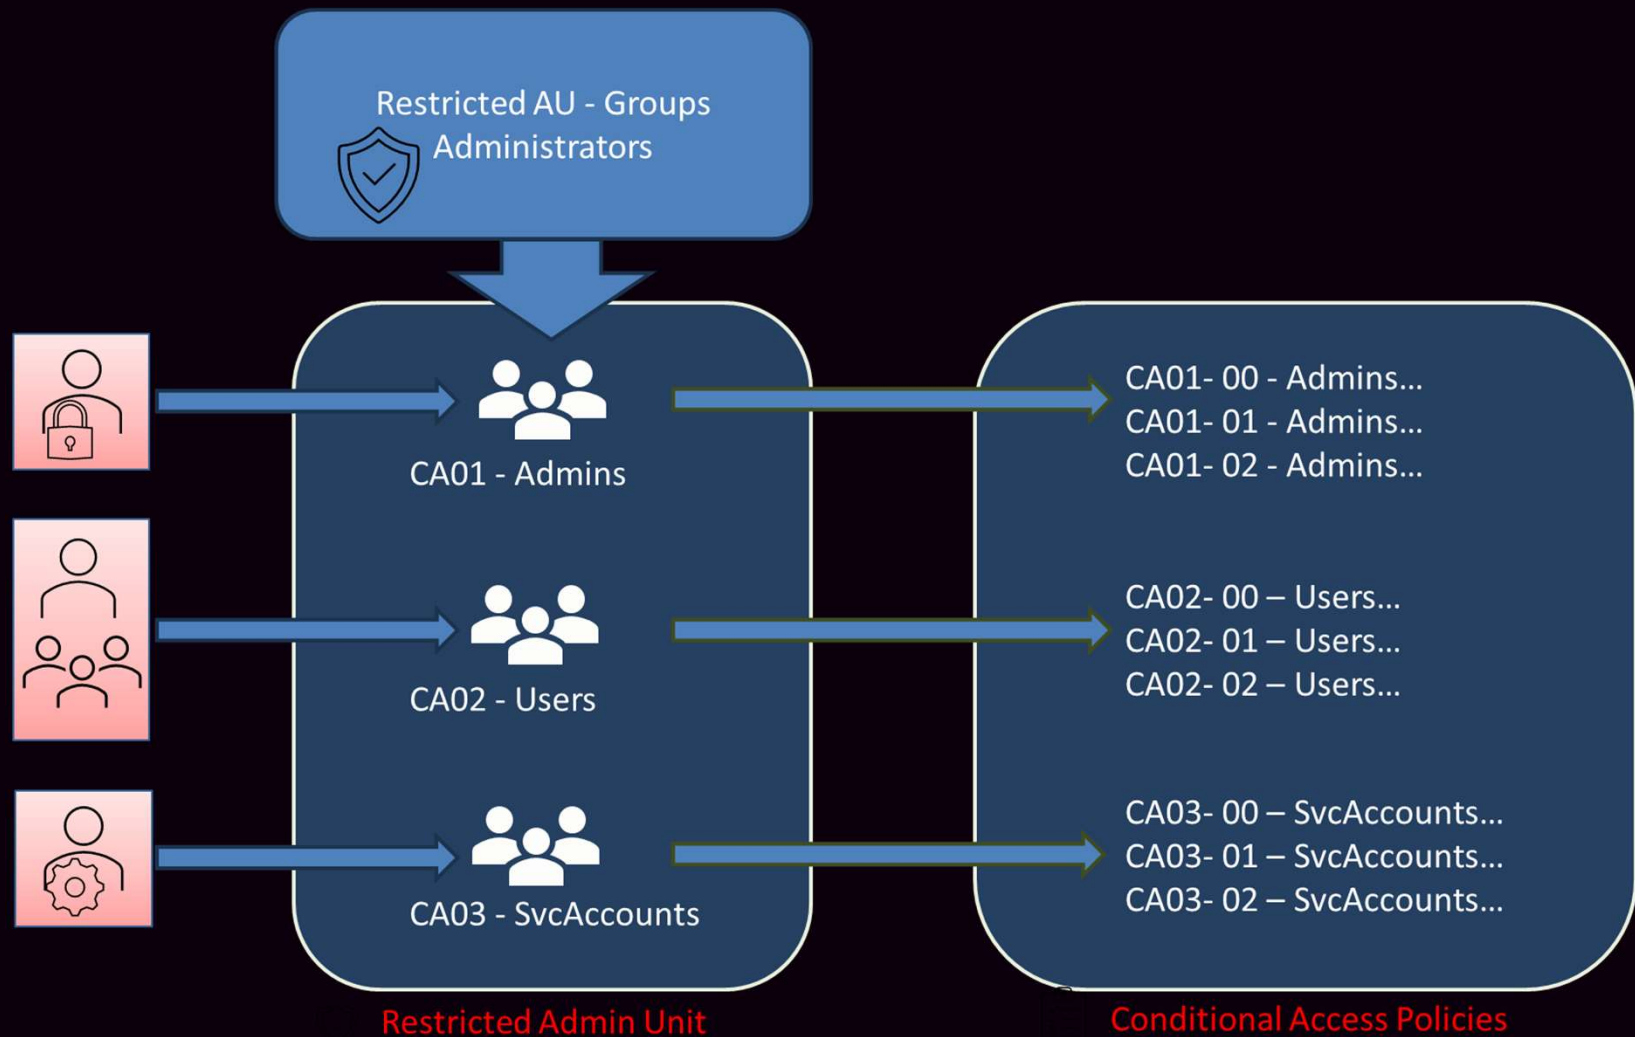 Restricted AU - Groups
Administrators
CA01 - Admins
CA02 - Users
CA03 - SvcAccounts
Restricted Admin Unit
CA01- 00 - Admins...
CA01- 01 - Admins...
CA01- 02 - Admins...
CA02- 00 – Users...
CA02- 01 – Users...
CA02- 02 – Users...
CA03- 00 – SvcAccounts...
CA03- 01 – SvcAccounts...
CA03- 02 – SvcAccounts...
Conditional Access Policies